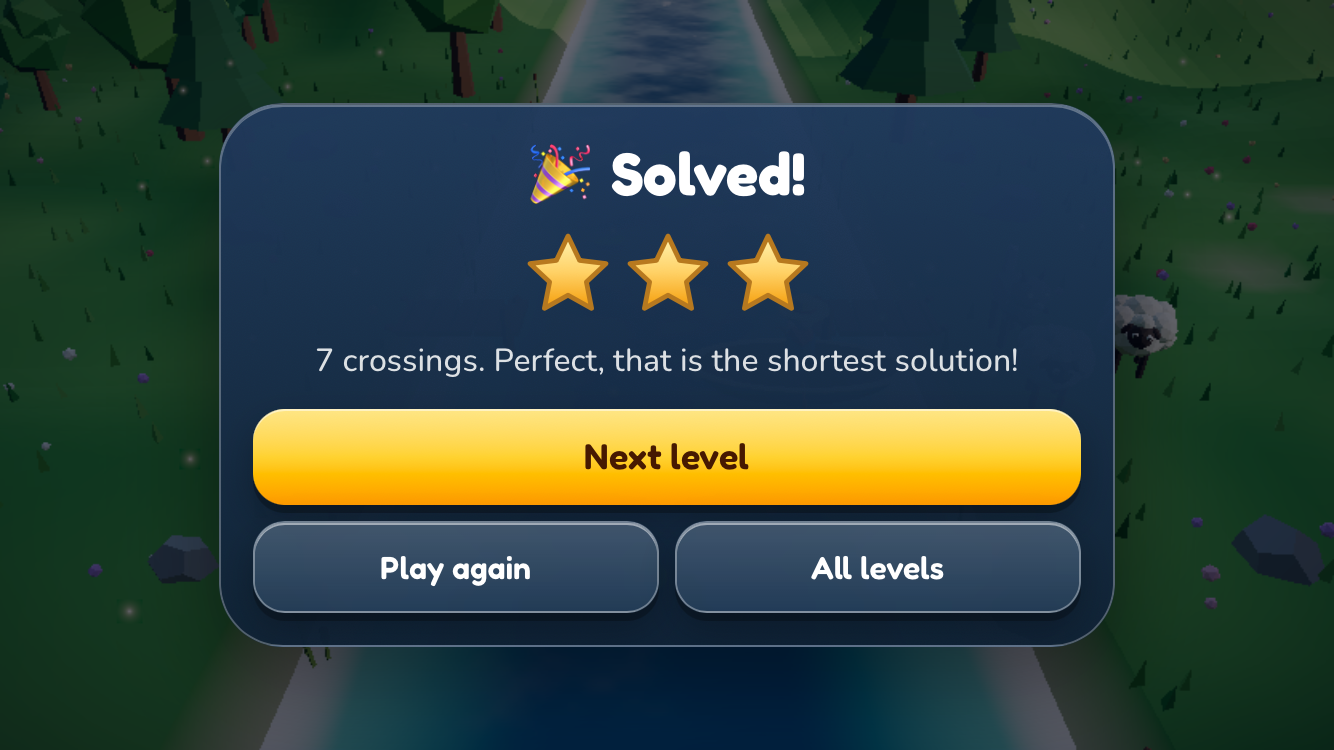 Solved!
7 crossings. Perfect, that is the shortest solution!
Next level
Play again
All levels